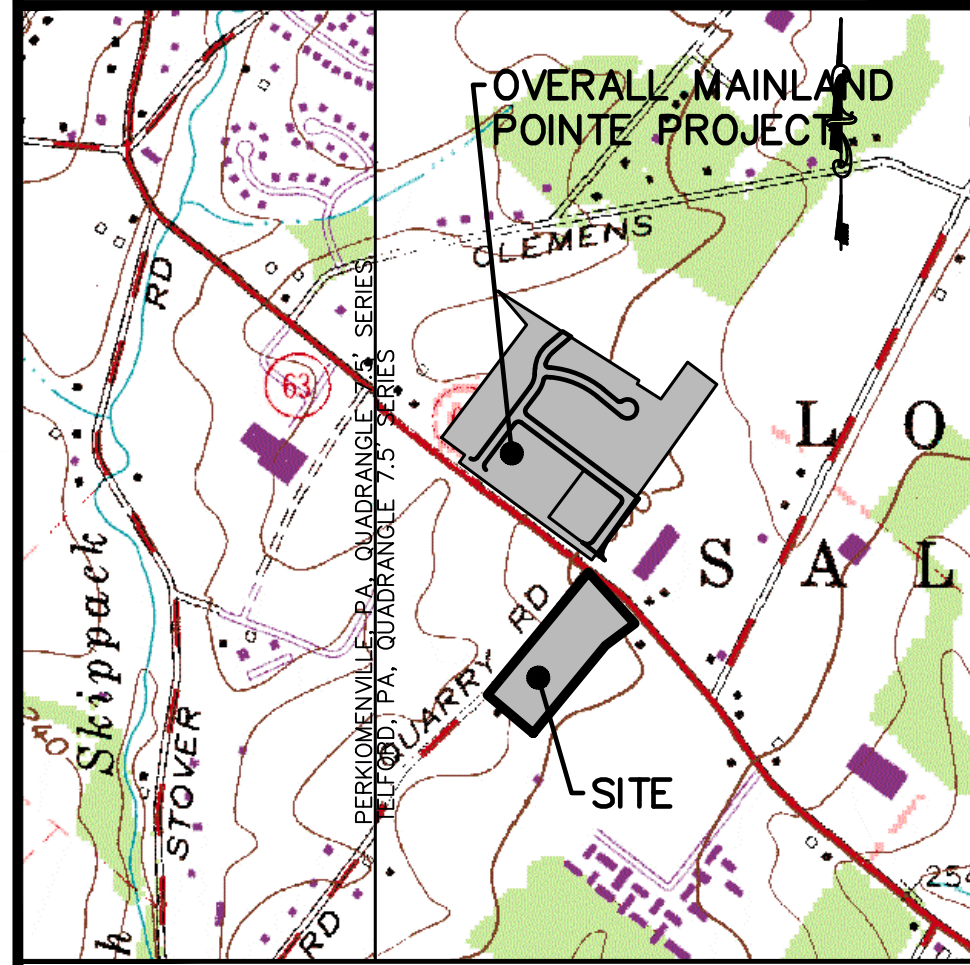 OVERALL MAINLAND
POINTE PROJECT
CLEMENS
RD
PERKIOMENVILLE, PA, QUADRANGLE 7.5' SERIES
TELFORD, PA, QUADRANGLE 7.5' SERIES
63
L O
S A L
RD
QUARRY
Skippack
240
STOVER
SITE
RD
h